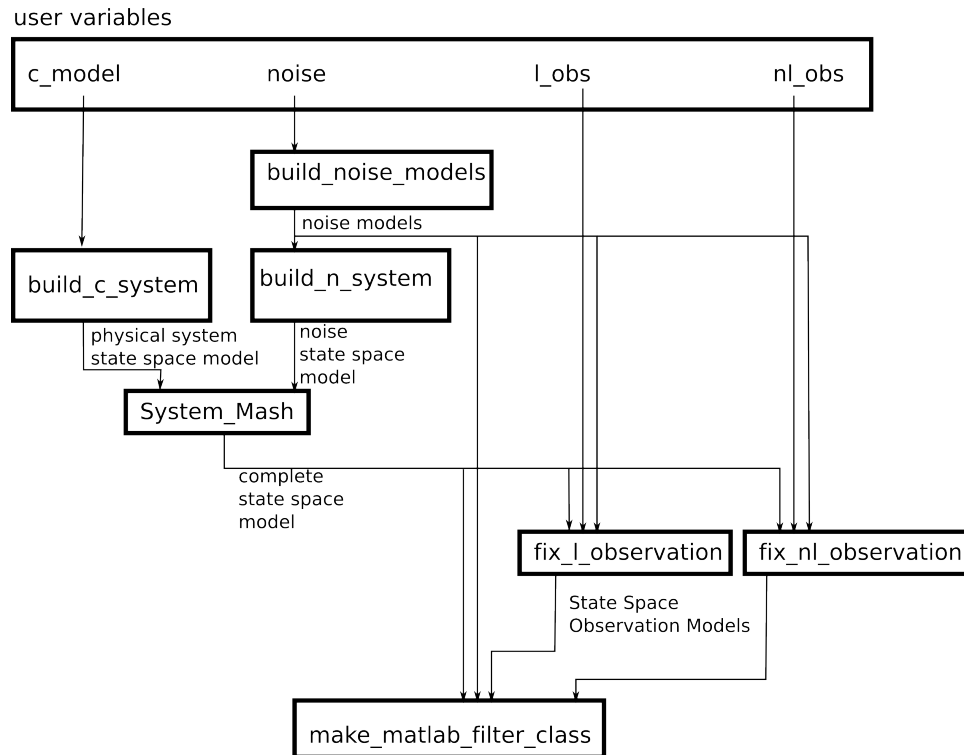 user variables
c_model
noise
l_obs
nl_obs
build_noise_models
noise models
build_c_system
build_n_system
physical system
state space model
noise
state space
model
System_Mash
complete
state space
model
fix_l_observation
fix_nl_observation
State Space
Observation Models
make_matlab_filter_class